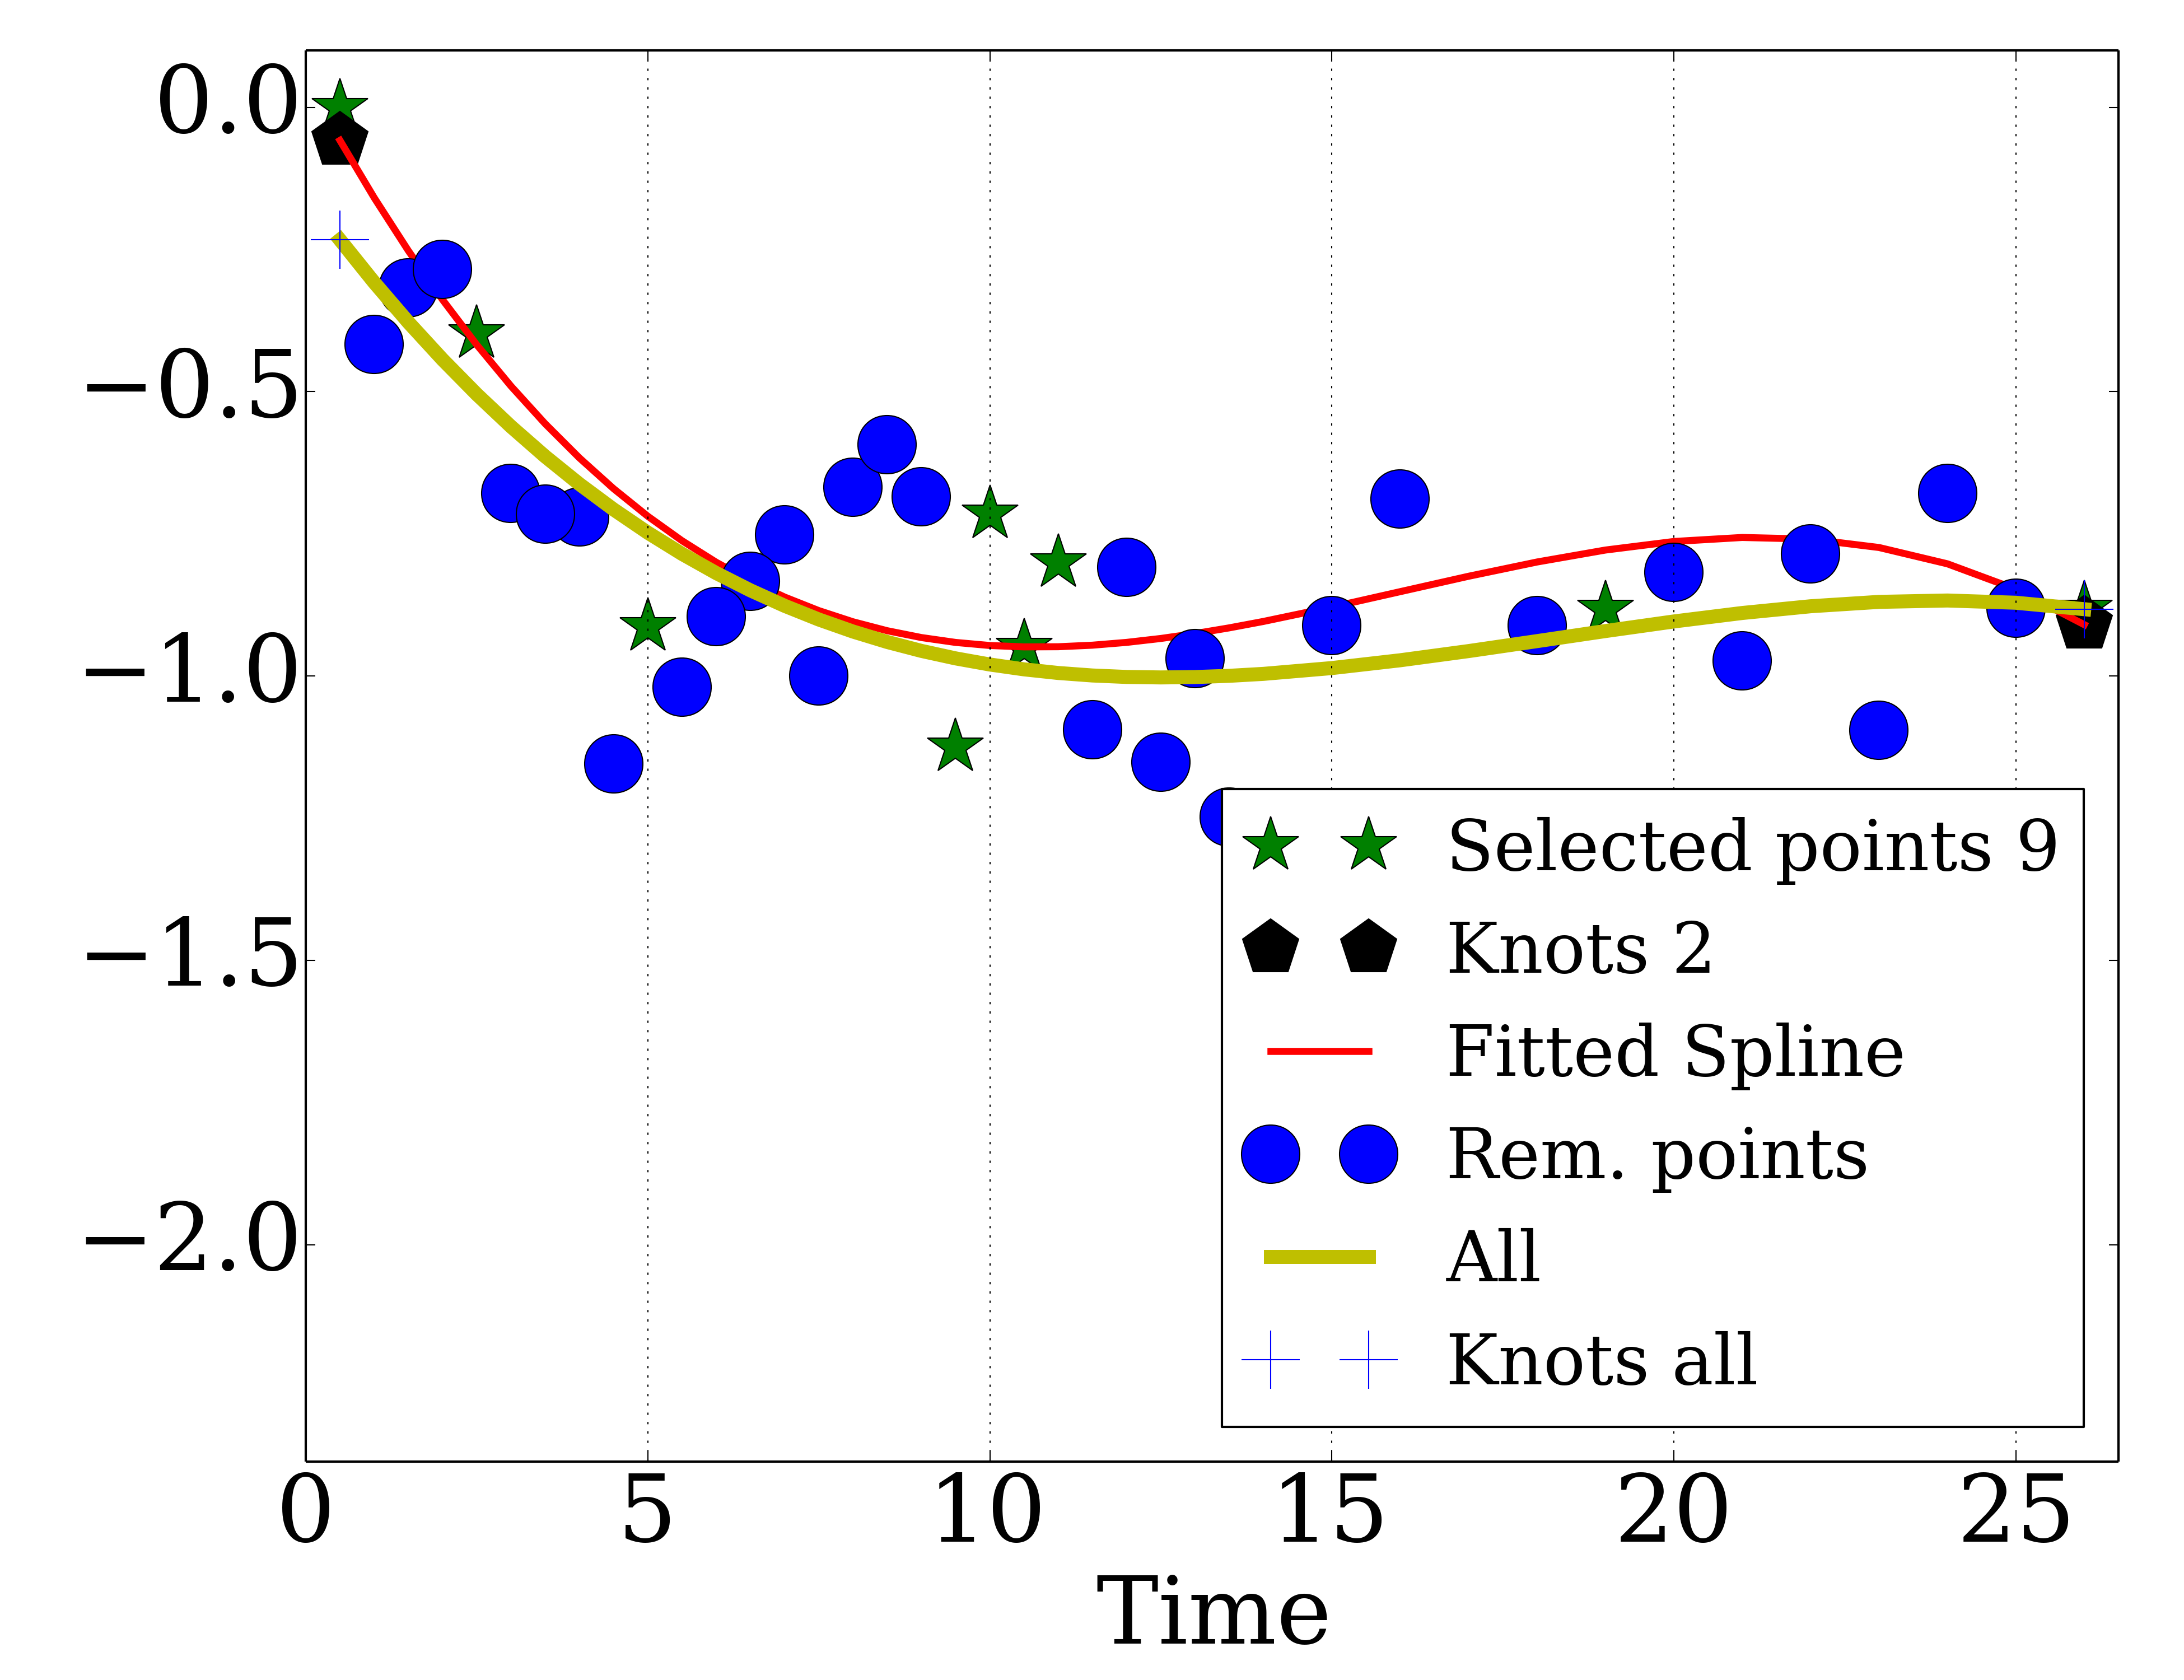 0.0
−0.5
−1.0
−1.5
−2.0
0 5 10 15 20 25
Time
Selected points 9
Knots 2
Fitted Spline
Rem. points
All
Knots all